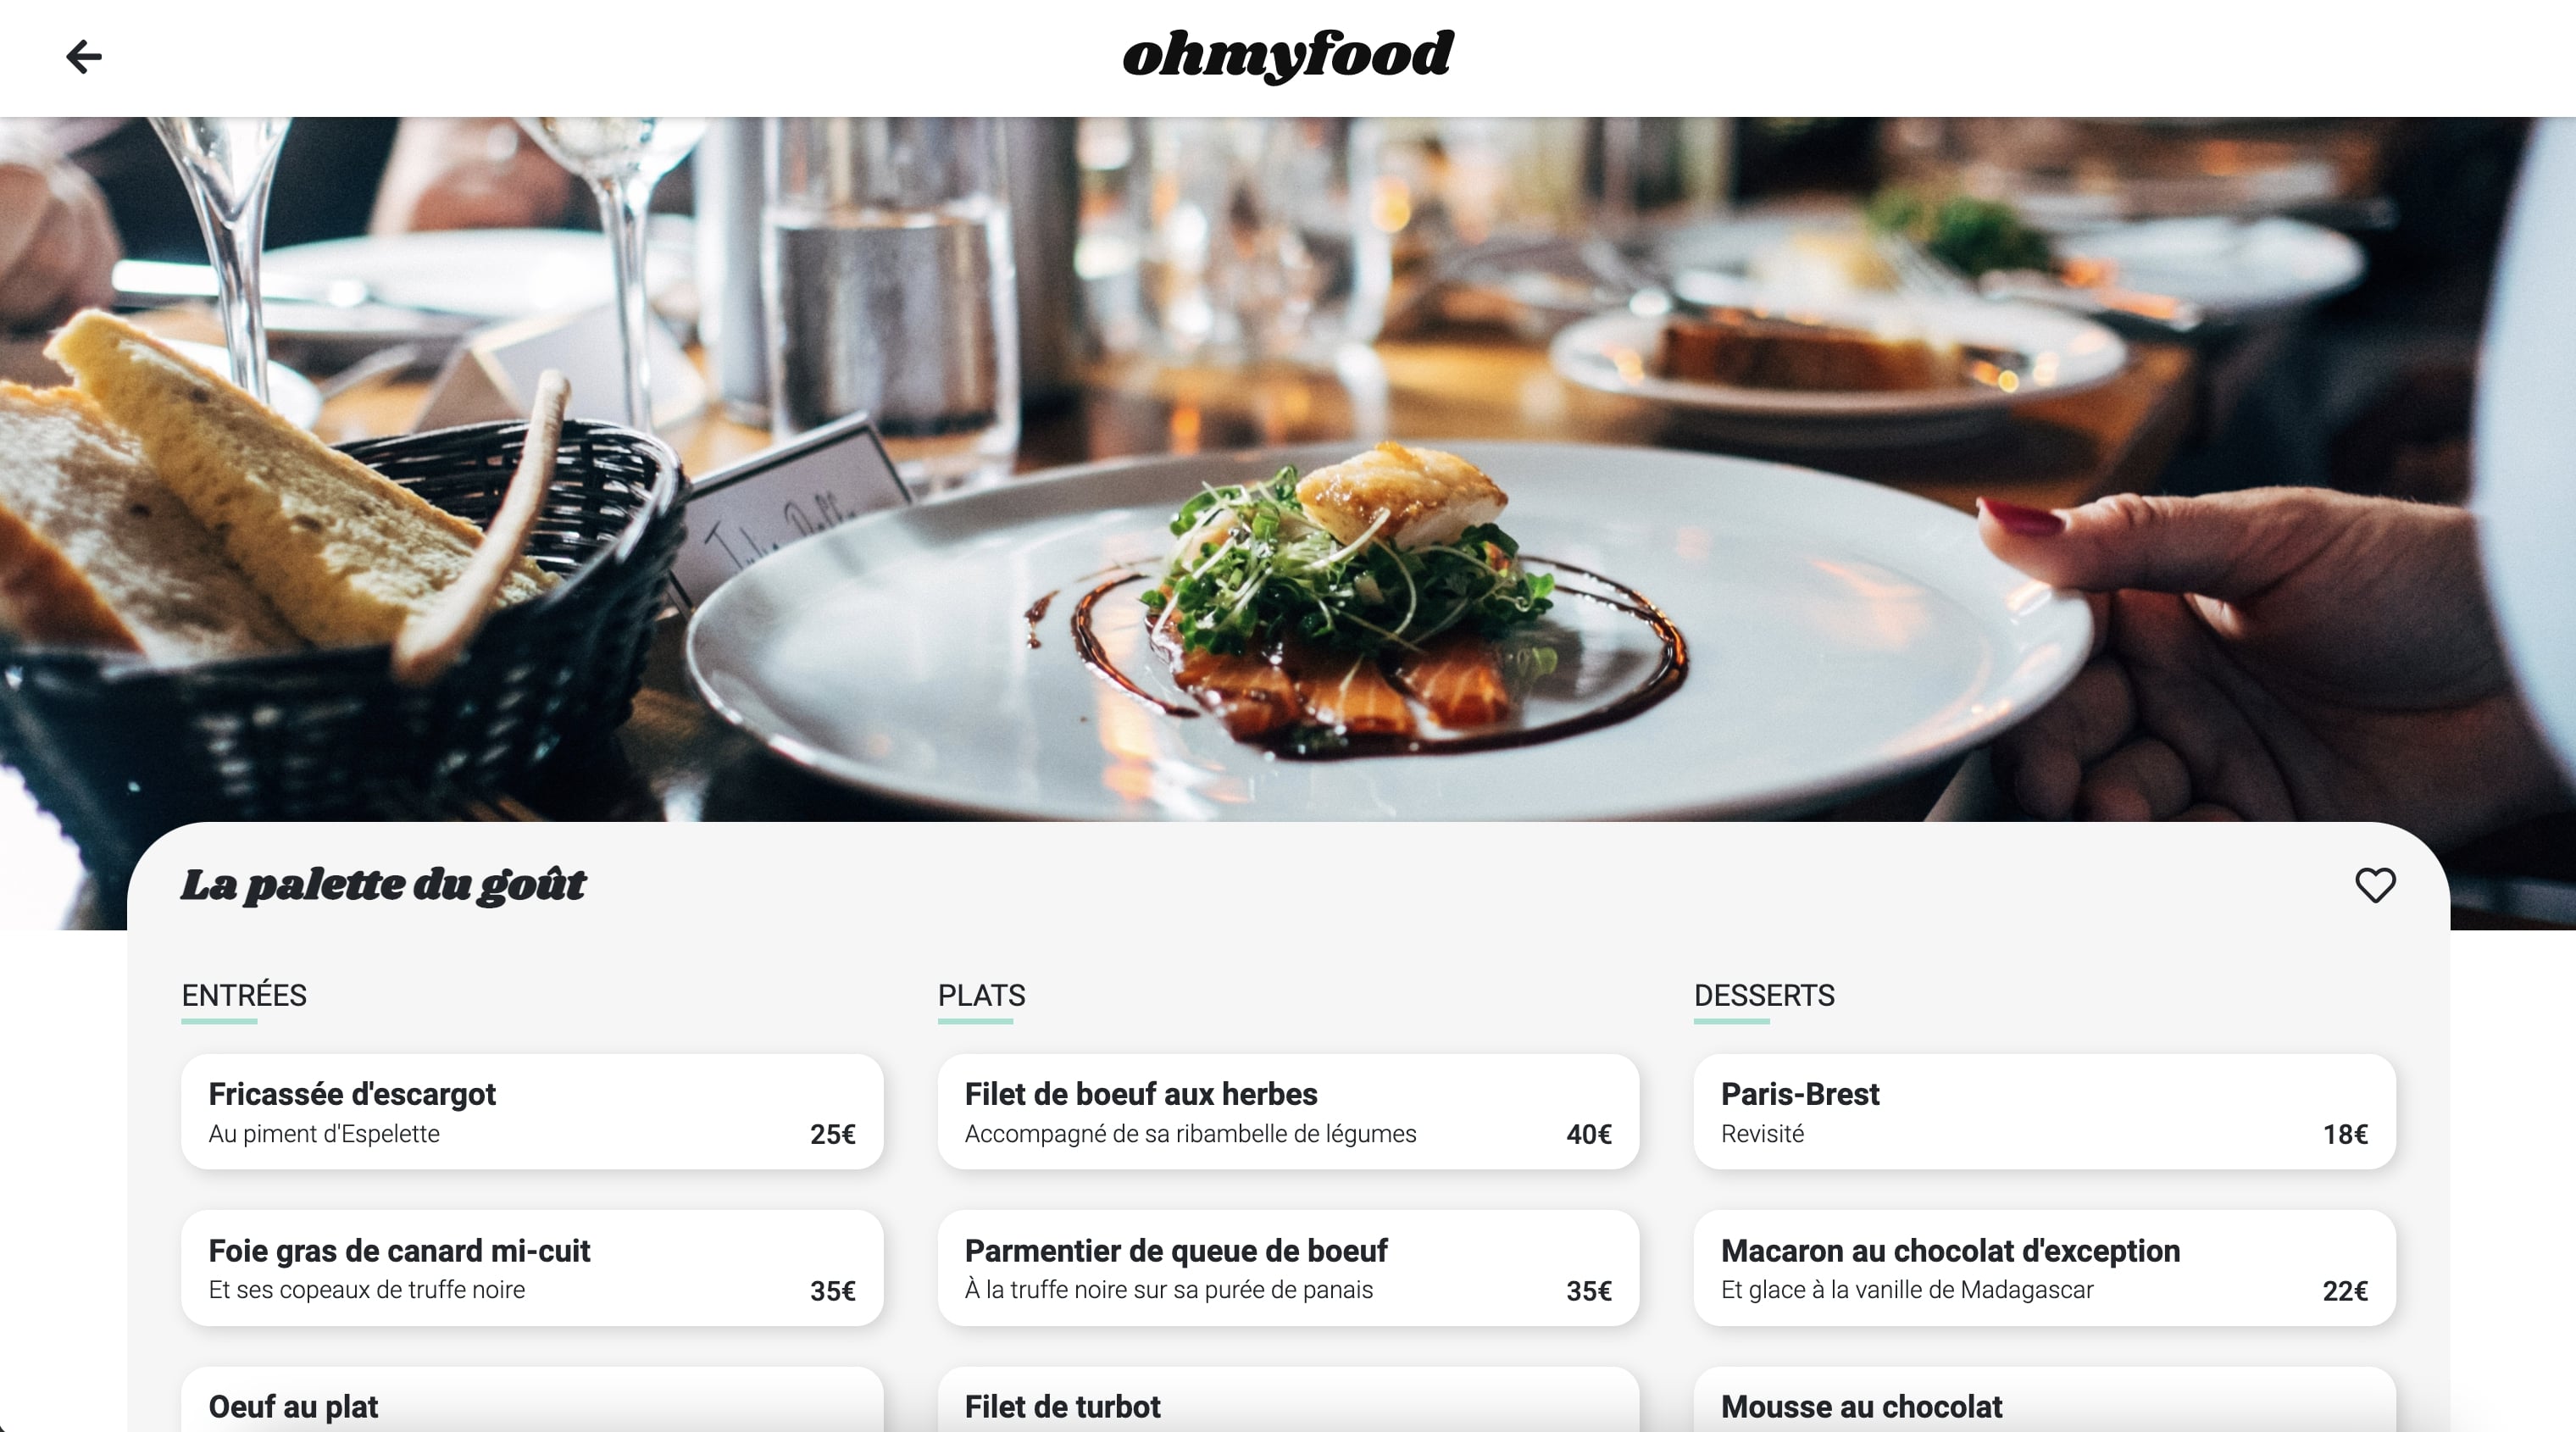 ohmyfood
La palette du goût
ENTRÉES
Fricassée d'escargot
Au piment d'Espelette
25€
Foie gras de canard mi-cuit
Et ses copeaux de truffe noire
35€
Oeuf au plat
PLATS
Filet de boeuf aux herbes
Accompagné de sa ribambelle de légumes
40€
Parmentier de queue de boeuf
À la truffe noire sur sa purée de panais
35€
Filet de turbot
DESSERTS
Paris-Brest
Revisité
18€
Macaron au chocolat d'exception
Et glace à la vanille de Madagascar
22€
Mousse au chocolat